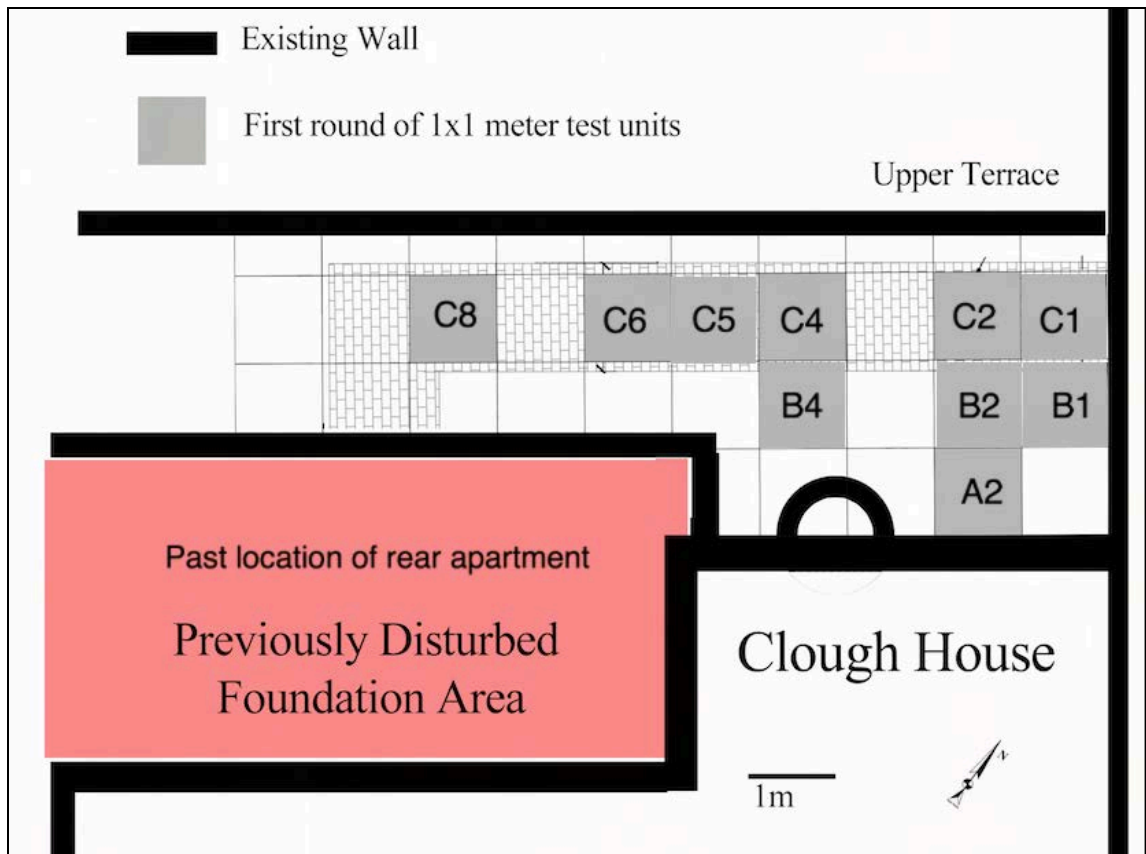 Existing Wall
First round of 1x1 meter test units
Upper Terrace
C8
C6
C5
C4
C2
C1
B4
B2
B1
A2
Past location of rear apartment
Previously Disturbed
Foundation Area
Clough House
1m
N